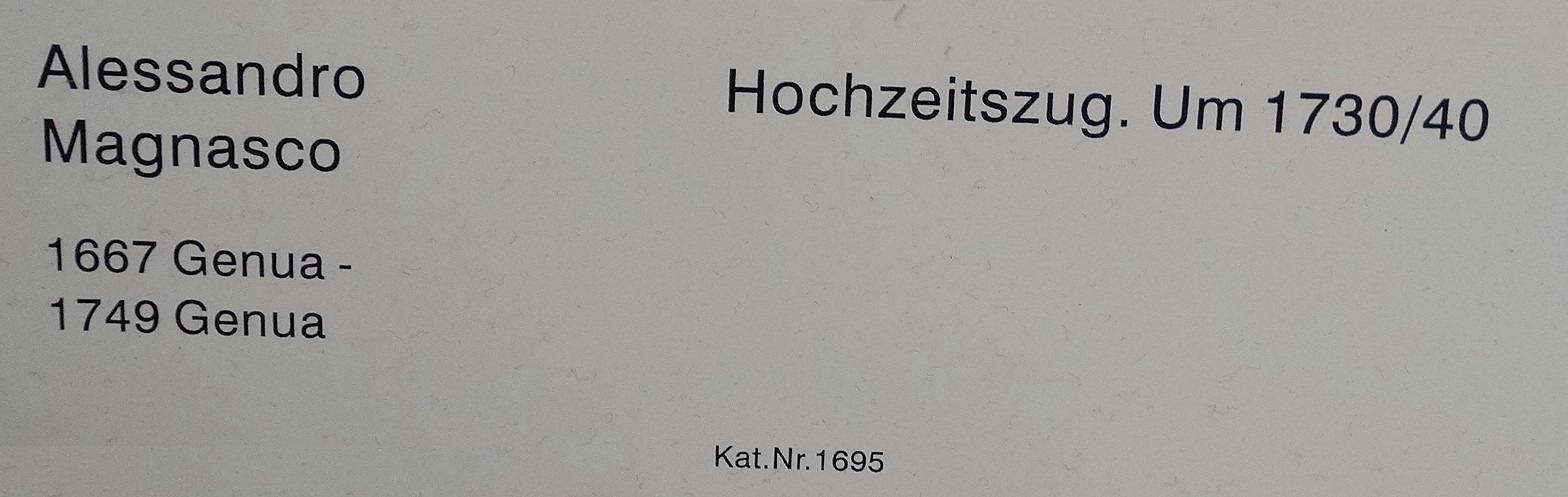 Alessandro
Magnasco
1667 Genua -
1749 Genua
Hochzeitszug. Um 1730/40
Kat.Nr.1695